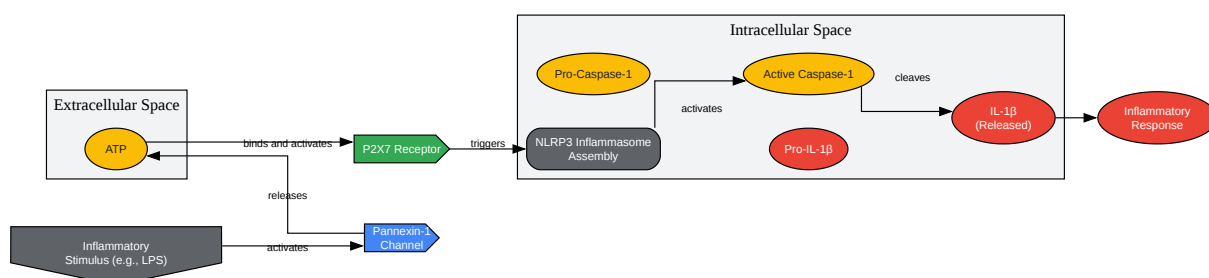 Intracellular Space
Pro-Caspase-1
Active Caspase-1
cleaves
activates
IL-1β
(Released)
Inflammatory
Response
Extracellular Space
ATP
binds and activates
P2X7 Receptor
triggers
NLRP3 Inflammasome
Assembly
Pro-IL-1β
releases
Pannexin-1
Channel
Inflammatory
Stimulus (e.g., LPS)
activates